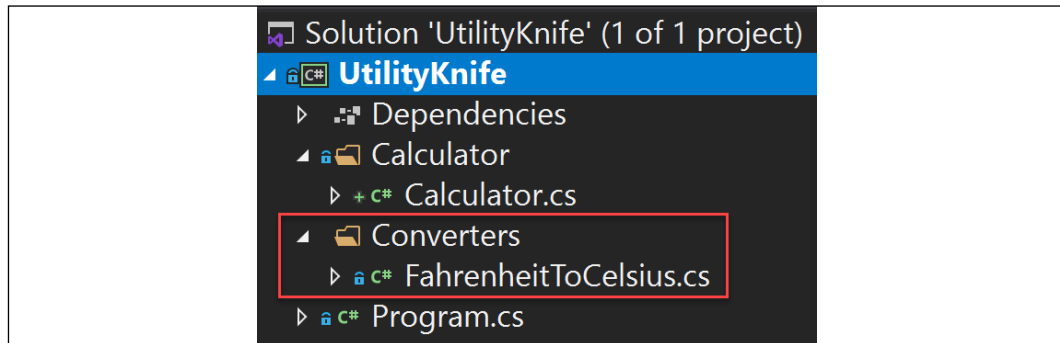 Solution 'UtilityKnife' (1 of 1 project)
C# UtilityKnife
Dependencies
Calculator
+ C# Calculator.cs
Converters
C# FahrenheitToCelsius.cs
C# Program.cs